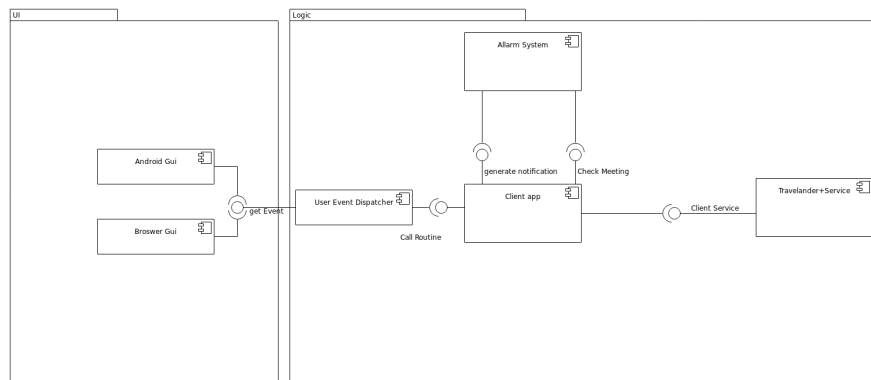 UI
Logic
Allarm System
generate notification
Check Meeting
Android Gui
Broswer Gui
get Event
User Event Dispatcher
Call Routine
Client app
Client Service
Travelander+Service